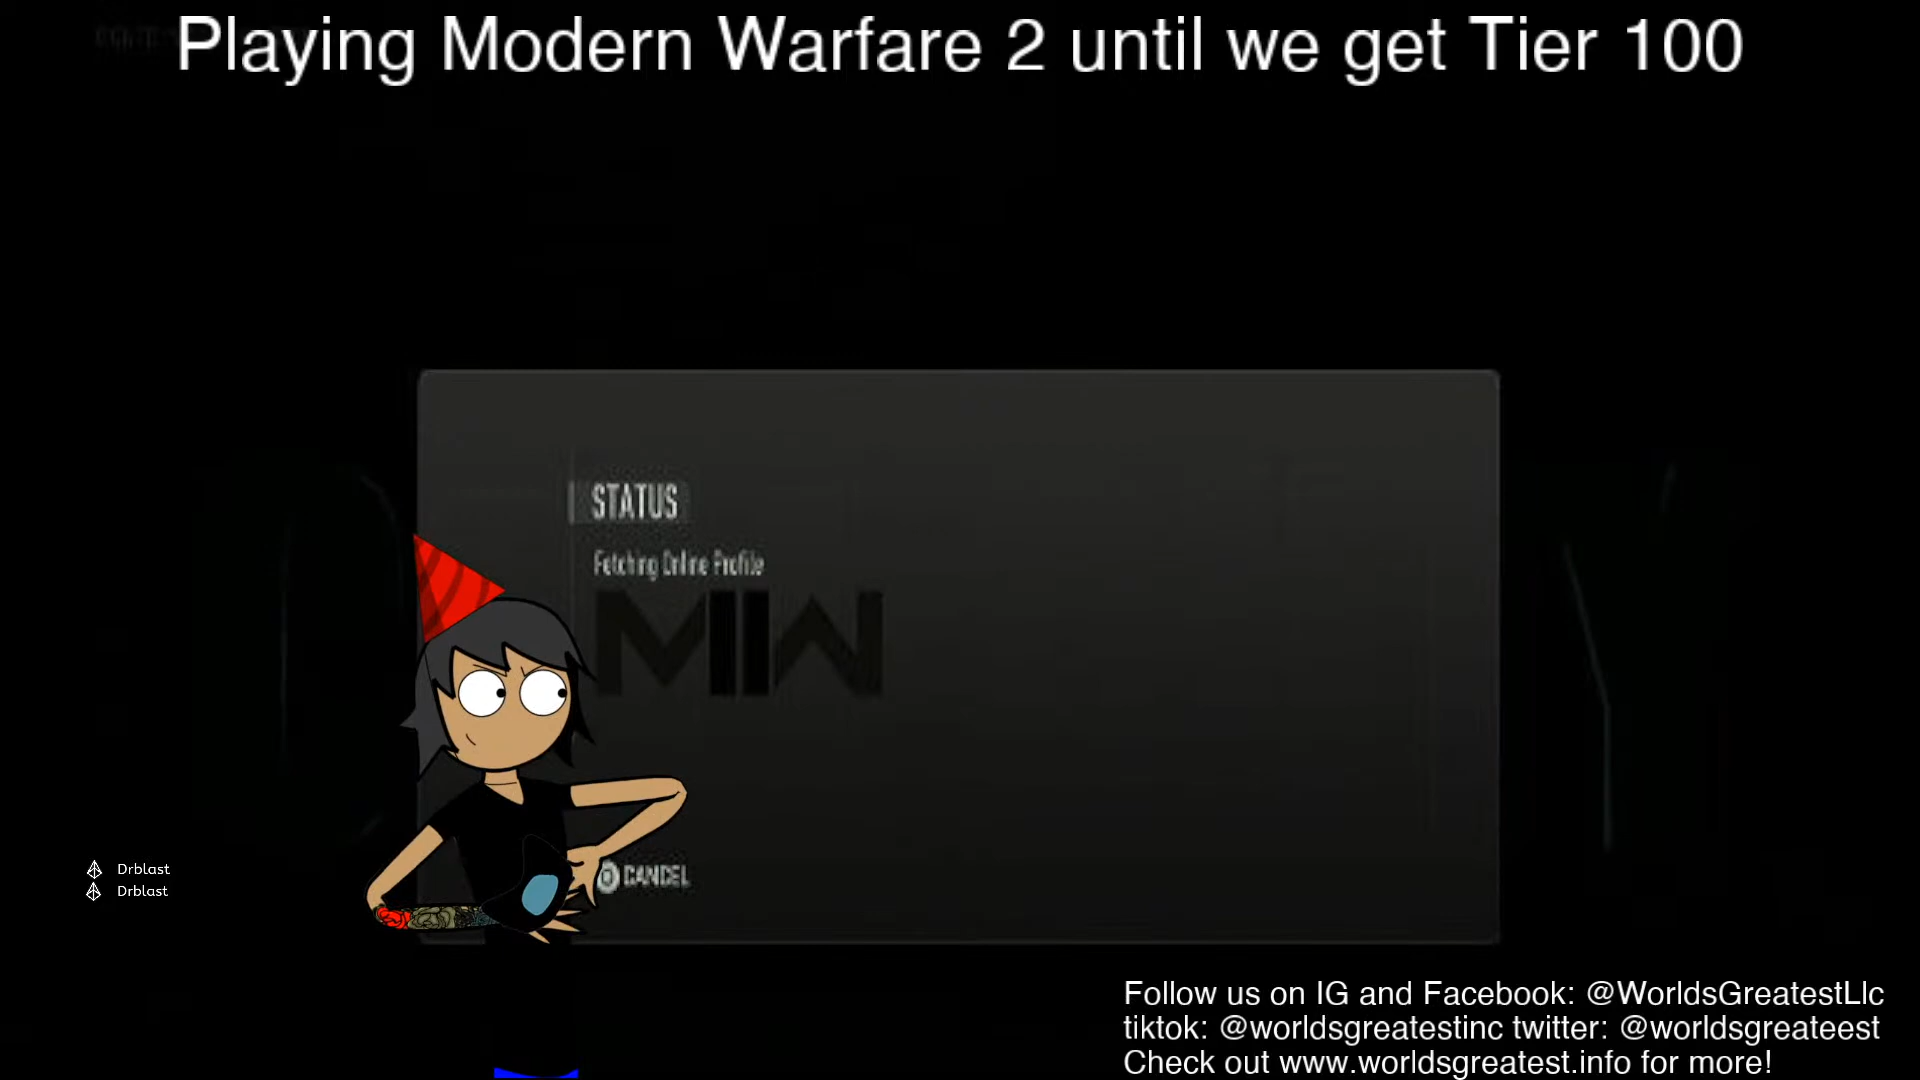 Playing Modern Warfare 2 until we get Tier 100
STATUS
Fetching Online Profile
MIIW
CANCEL
Drblast
Drblast
Follow us on IG and Facebook: @WorldsGreatestLlc
tiktok: @worldsgreatestinc twitter: @worldsgreateest
Check out www.worldsgreatest.info for more!